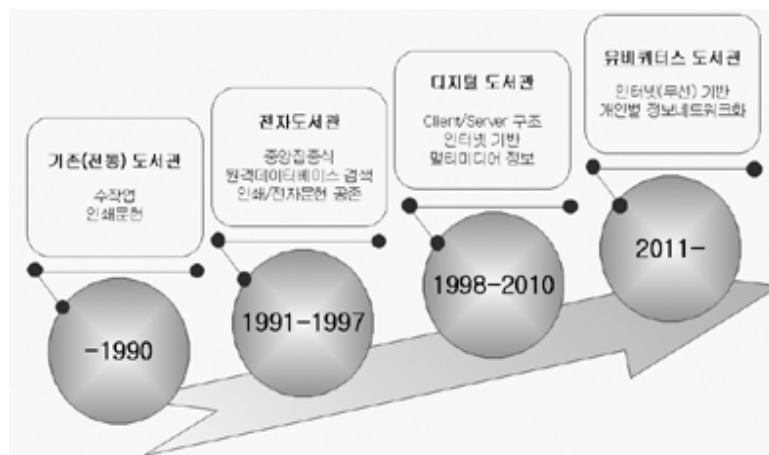 기존(전통) 도서관
수작업
인쇄문헌
-1990
전자도서관
중앙집중식
원격데이터베이스 검색
인쇄/전자문헌 공존
1991-1997
디지털 도서관
Client/Server 구조
인터넷 기반
멀티미디어 정보
1998-2010
유비쿼터스 도서관
인터넷(무선) 기반
개인별 정보네트워크화
2011-